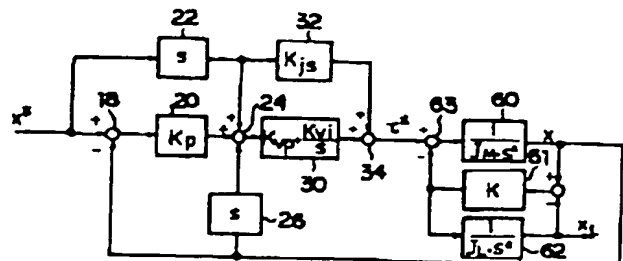 22
32
s
Kjs
x*
+
18
-
20
Kp
+
+ +
24
Kvp+ Kvi/s
30
+
+
34
τ*
+
63
-
60
1/JM·S²
x
61
K
+
-
s
26
1/JL·S²
62
xL